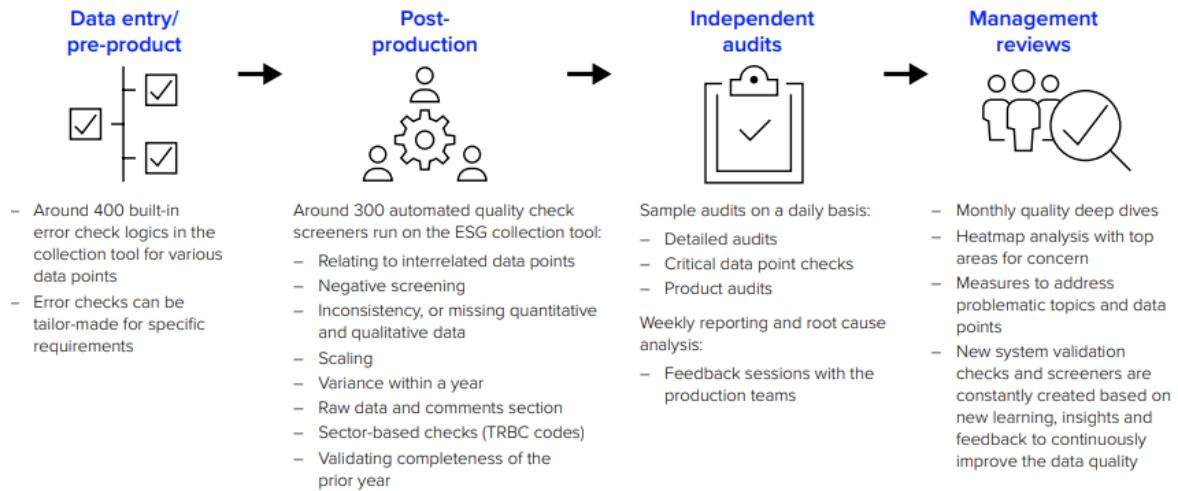 Data entry/
pre-product
– Around 400 built-in
error check logics in the
collection tool for various
data points
– Error checks can be
tailor-made for specific
requirements
Post-
production
Around 300 automated quality check
screeners run on the ESG collection tool:
– Relating to interrelated data points
– Negative screening
– Inconsistency, or missing quantitative
and qualitative data
– Scaling
– Variance within a year
– Raw data and comments section
– Sector-based checks (TRBC codes)
– Validating completeness of the
prior year
Independent
audits
Sample audits on a daily basis:
– Detailed audits
– Critical data point checks
– Product audits
Weekly reporting and root cause
analysis:
– Feedback sessions with the
production teams
Management
reviews
– Monthly quality deep dives
– Heatmap analysis with top
areas for concern
– Measures to address
problematic topics and data
points
– New system validation
checks and screeners are
constantly created based on
new learning, insights and
feedback to continuously
improve the data quality